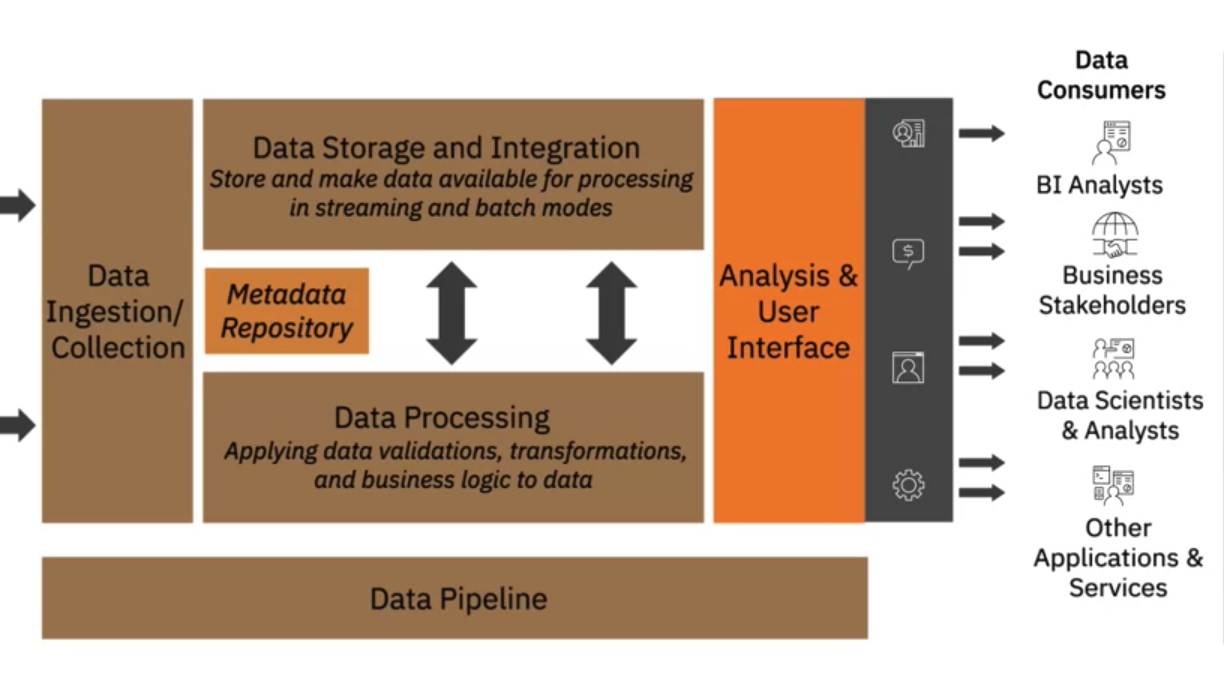 Data
Ingestion/
Collection
Data Storage and Integration
Store and make data available for processing
in streaming and batch modes
Metadata
Repository
Data Processing
Applying data validations, transformations,
and business logic to data
Analysis &
User
Interface
$
Data
Consumers
BI Analysts
Business
Stakeholders
Data Scientists
& Analysts
Other
Applications &
Services
Data Pipeline